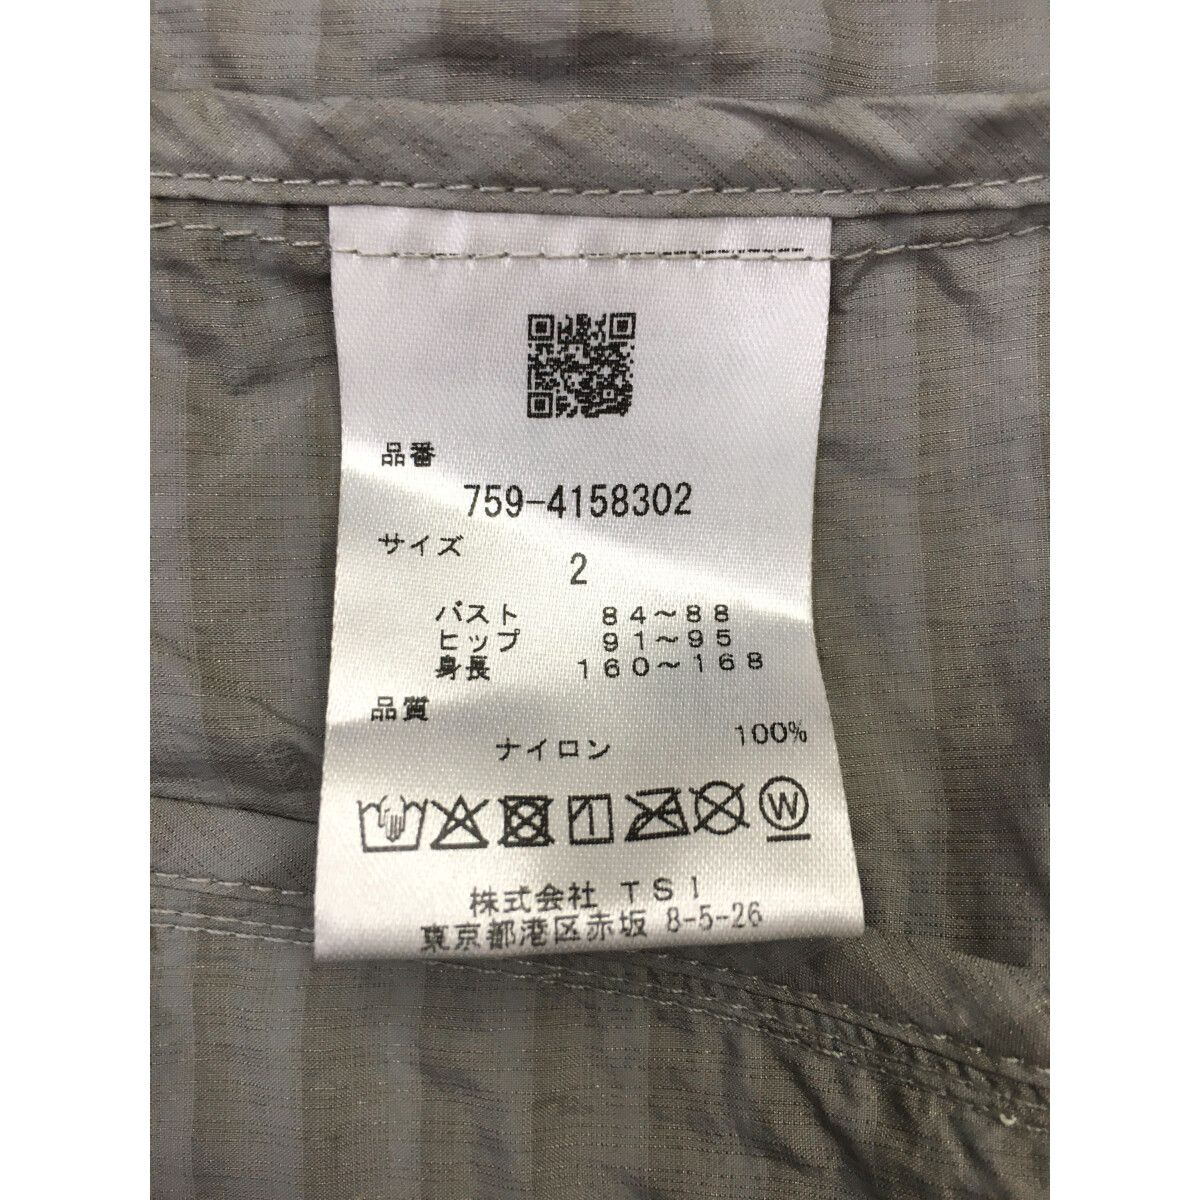 品番
759-4158302
サイズ
2
バスト 84～88
ヒップ 91～95
身長 160～168
品質
ナイロン 100%
W
株式会社 TSI
東京都港区赤坂 8-5-26